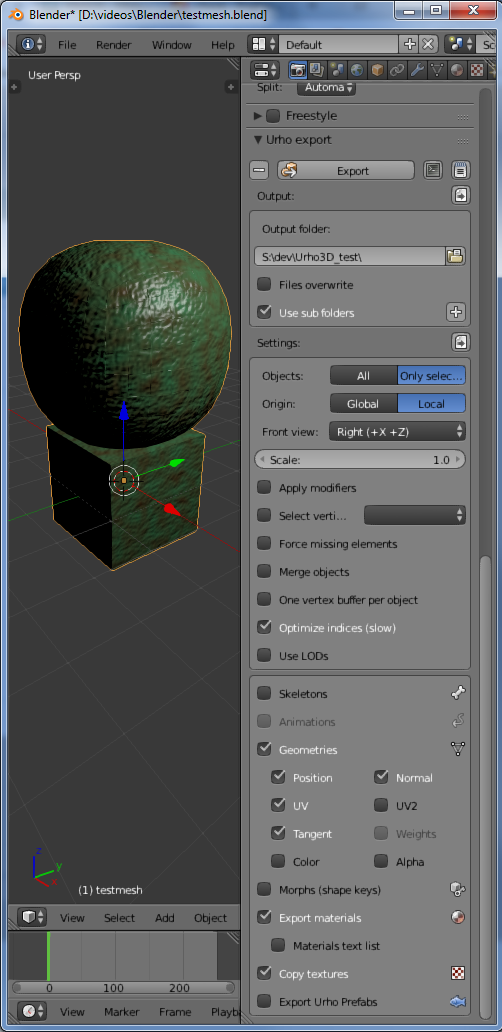 Blender* [D:\videos\Blender\testmesh.blend]
File Render Window Help Default Sc
User Persp
Split: Automa
Freestyle
Urho export
Export
Output:
Output folder:
S:\dev\Urho3D_test\
Files overwrite
Use sub folders
Settings:
Objects: All Only selec...
Origin: Global Local
Front view: Right (+X +Z)
Scale: 1.0
Apply modifiers
Select verti...
Force missing elements
Merge objects
One vertex buffer per object
Optimize indices (slow)
Use LODs
Skeletons
Animations
Geometries
Position Normal
UV UV2
Tangent Weights
Color Alpha
Morphs (shape keys)
Export materials
Materials text list
Copy textures
Export Urho Prefabs
z
y
x
(1) testmesh
View Select Add Object
0 100 200
View Marker Frame Playba